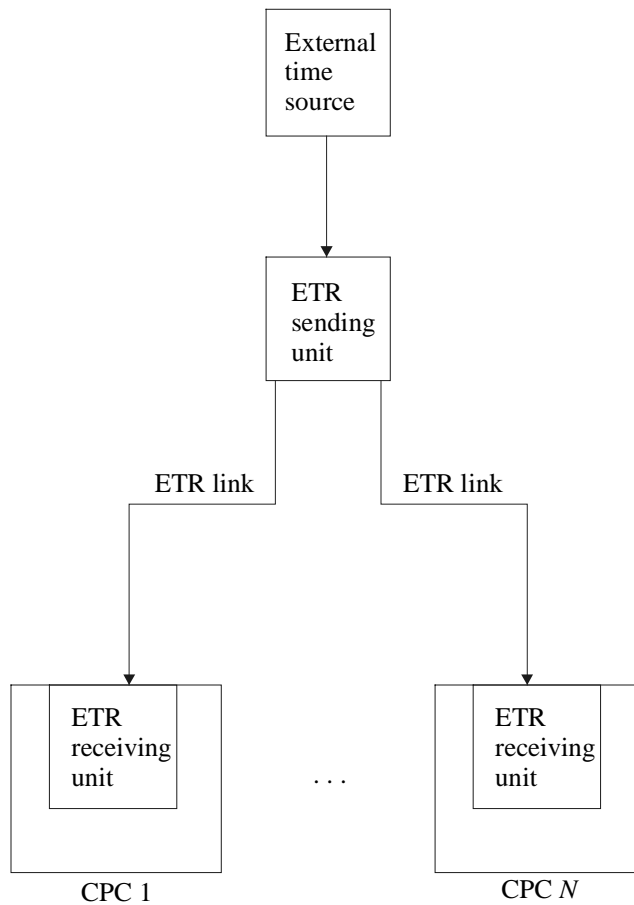 External
time
source
ETR
sending
unit
ETR link
ETR link
ETR
receiving
unit
ETR
receiving
unit
. . .
CPC 1
CPC N